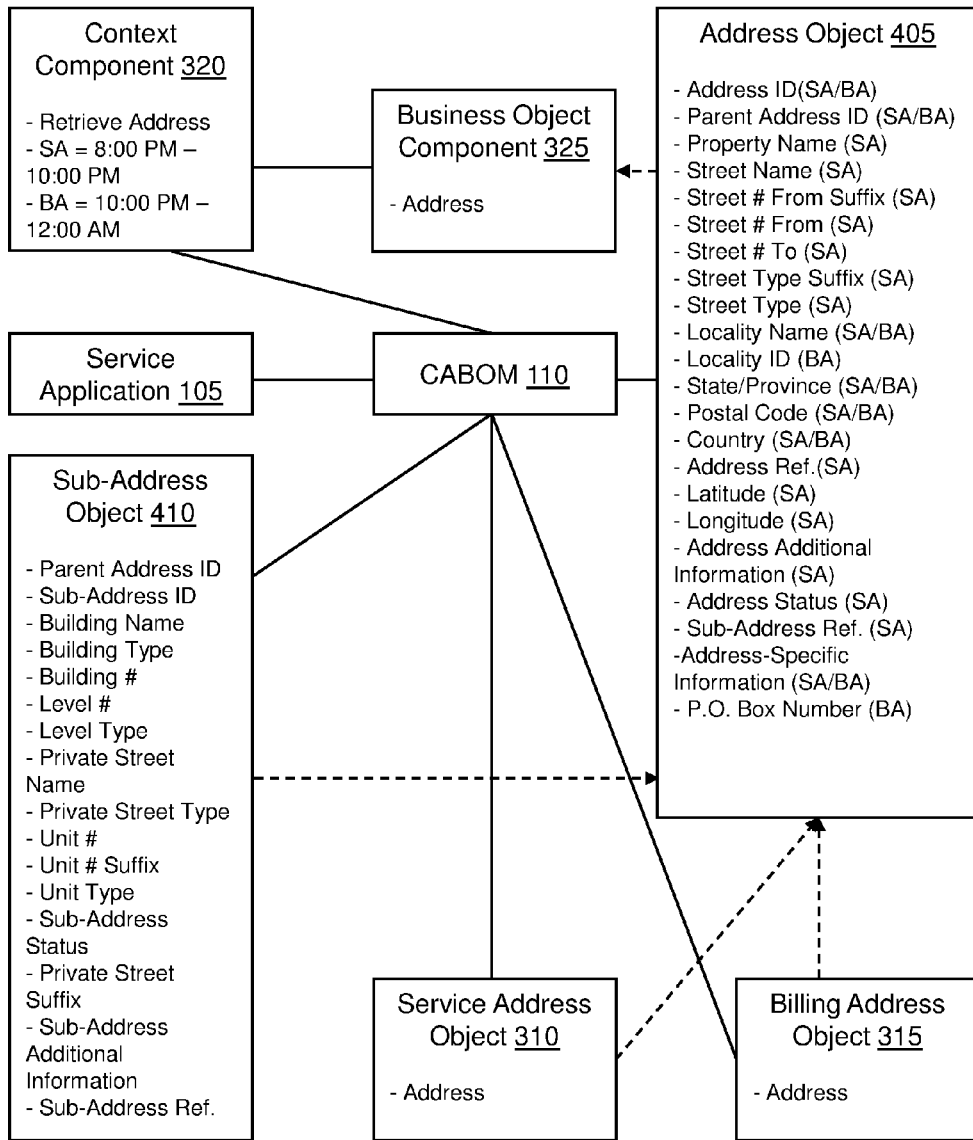 Context
Component 320
- Retrieve Address
- SA = 8:00 PM –
10:00 PM
- BA = 10:00 PM –
12:00 AM
Business Object
Component 325
- Address
Address Object 405
- Address ID(SA/BA)
- Parent Address ID (SA/BA)
- Property Name (SA)
- Street Name (SA)
- Street # From Suffix (SA)
- Street # From (SA)
- Street # To (SA)
- Street Type Suffix (SA)
- Street Type (SA)
- Locality Name (SA/BA)
- Locality ID (BA)
- State/Province (SA/BA)
- Postal Code (SA/BA)
- Country (SA/BA)
- Address Ref.(SA)
- Latitude (SA)
- Longitude (SA)
- Address Additional
Information (SA)
- Address Status (SA)
- Sub-Address Ref. (SA)
-Address-Specific
Information (SA/BA)
- P.O. Box Number (BA)
Service
Application 105
CABOM 110
Sub-Address
Object 410
- Parent Address ID
- Sub-Address ID
- Building Name
- Building Type
- Building #
- Level #
- Level Type
- Private Street
Name
- Private Street Type
- Unit #
- Unit # Suffix
- Unit Type
- Sub-Address
Status
- Private Street
Suffix
- Sub-Address
Additional
Information
- Sub-Address Ref.
Service Address
Object 310
- Address
Billing Address
Object 315
- Address